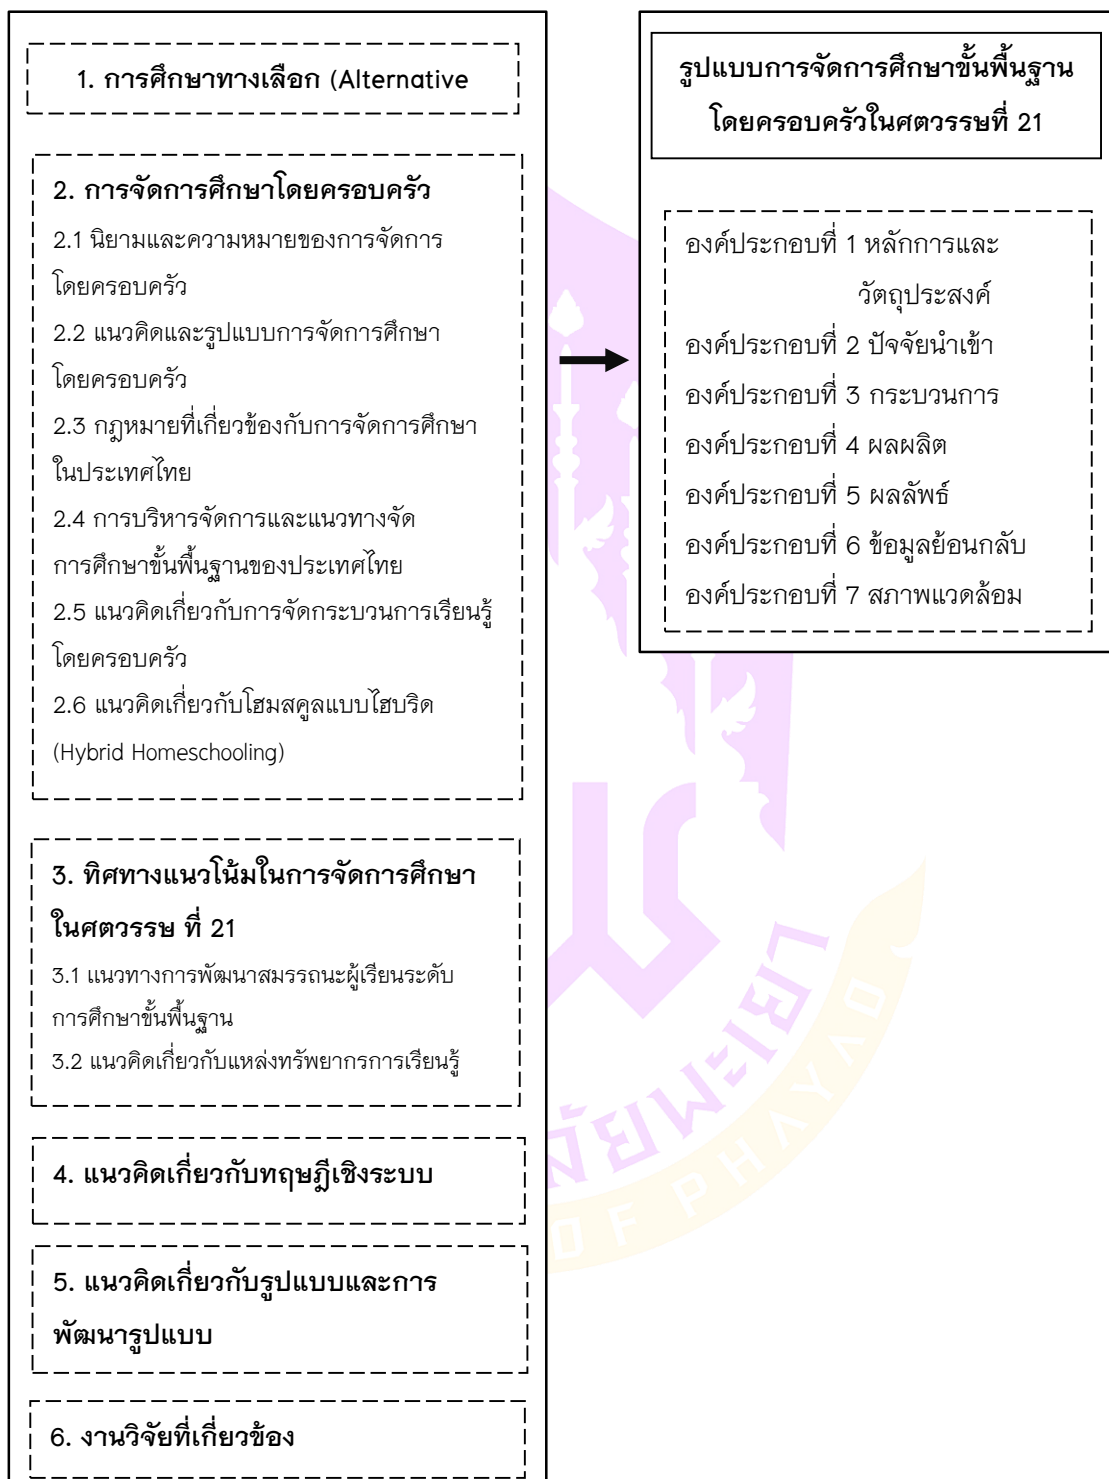 1. การศึกษาทางเลือก (Alternative
2. การจัดการศึกษาโดยครอบครัว
2.1 นิยามและความหมายของการจัดการ
โดยครอบครัว
2.2 แนวคิดและรูปแบบการจัดการศึกษา
โดยครอบครัว
2.3 กฎหมายที่เกี่ยวข้องกับการจัดการศึกษา
ในประเทศไทย
2.4 การบริหารจัดการและแนวทางจัด
การศึกษาขั้นพื้นฐานของประเทศไทย
2.5 แนวคิดเกี่ยวกับการจัดกระบวนการเรียนรู้
โดยครอบครัว
2.6 แนวคิดเกี่ยวกับโฮมสคูลแบบไฮบริด
(Hybrid Homeschooling)
3. ทิศทางแนวโน้มในการจัดการศึกษา
ในศตวรรษ ที่ 21
3.1 แนวทางการพัฒนาสมรรถนะผู้เรียนระดับ
การศึกษาขั้นพื้นฐาน
3.2 แนวคิดเกี่ยวกับแหล่งทรัพยากรการเรียนรู้
4. แนวคิดเกี่ยวกับทฤษฎีเชิงระบบ
5. แนวคิดเกี่ยวกับรูปแบบและการ
พัฒนารูปแบบ
6. งานวิจัยที่เกี่ยวข้อง
รูปแบบการจัดการศึกษาขั้นพื้นฐาน
โดยครอบครัวในศตวรรษที่ 21
องค์ประกอบที่ 1 หลักการและ
วัตถุประสงค์
องค์ประกอบที่ 2 ปัจจัยนำเข้า
องค์ประกอบที่ 3 กระบวนการ
องค์ประกอบที่ 4 ผลผลิต
องค์ประกอบที่ 5 ผลลัพธ์
องค์ประกอบที่ 6 ข้อมูลย้อนกลับ
องค์ประกอบที่ 7 สภาพแวดล้อม
OF PHAYAO